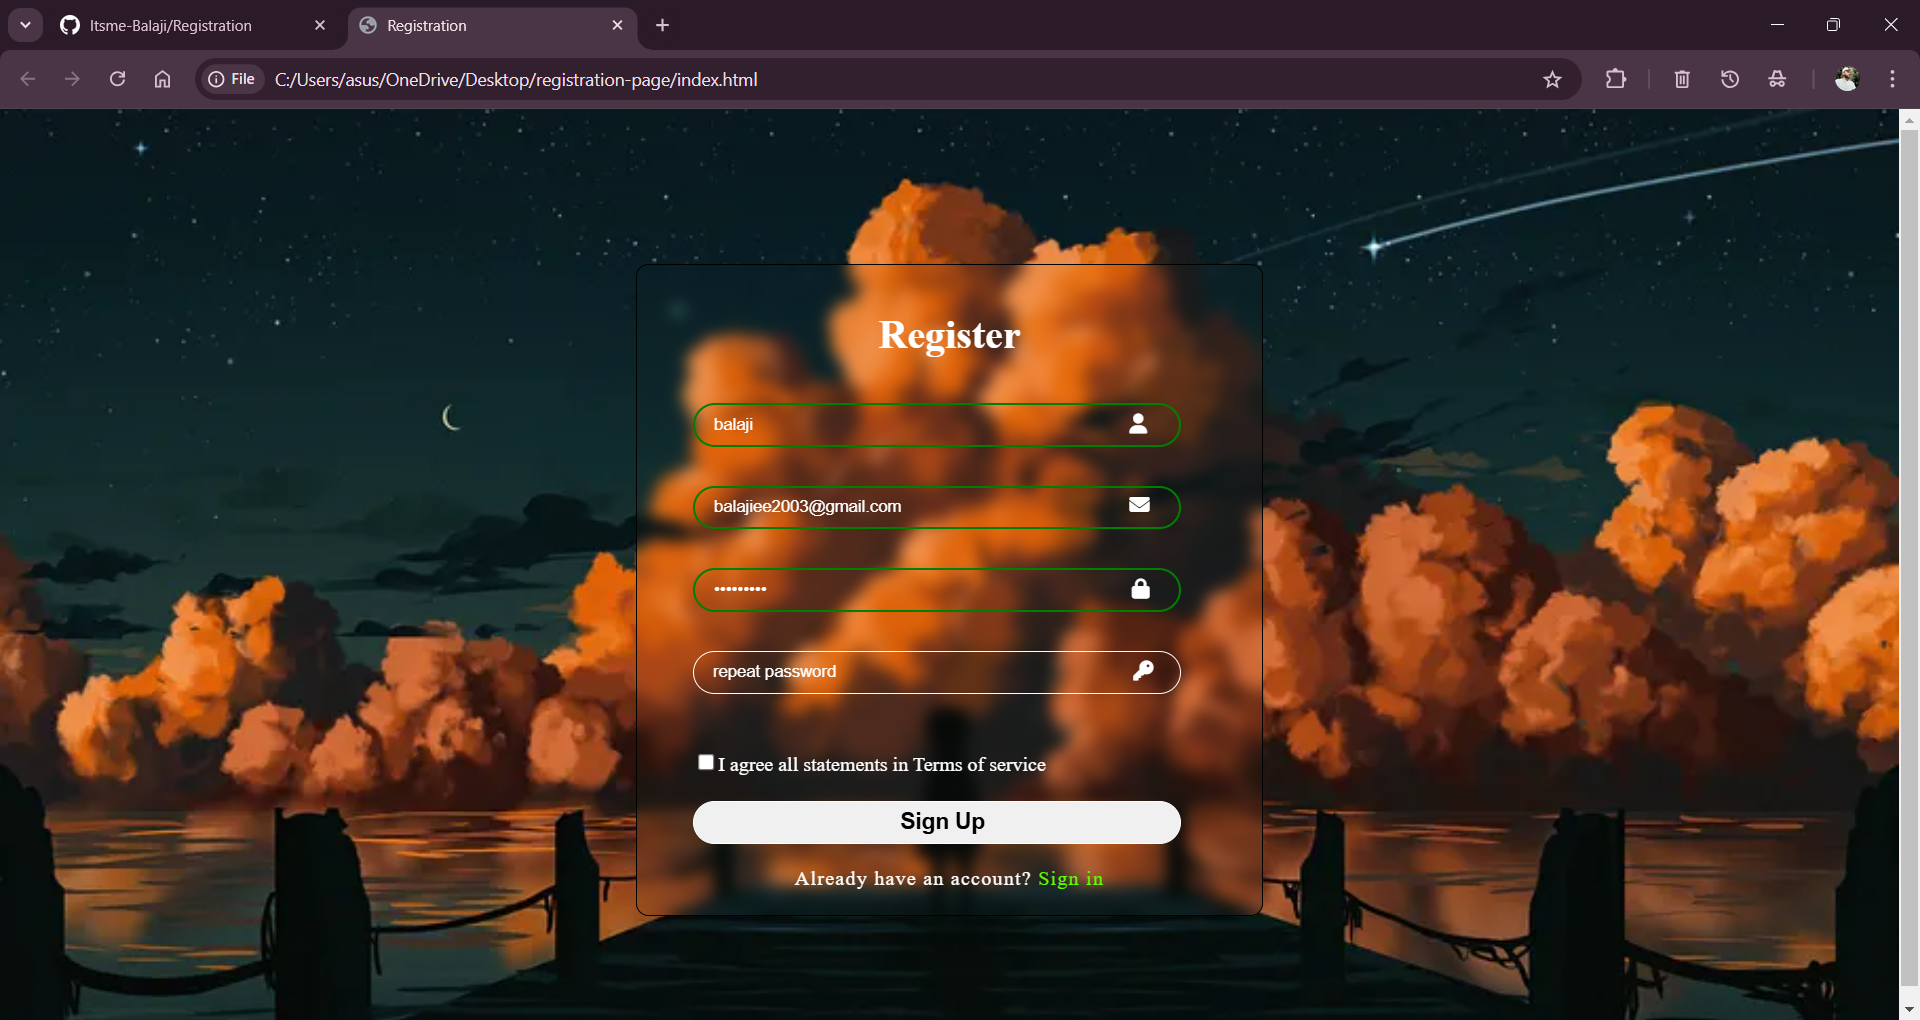 Itsme-Balaji/Registration
Registration
File
C:/Users/asus/OneDrive/Desktop/registration-page/index.html
Register
balaji
balajiee2003@gmail.com
•••••••••
repeat password
I agree all statements in Terms of service
Sign Up
Already have an account? Sign in